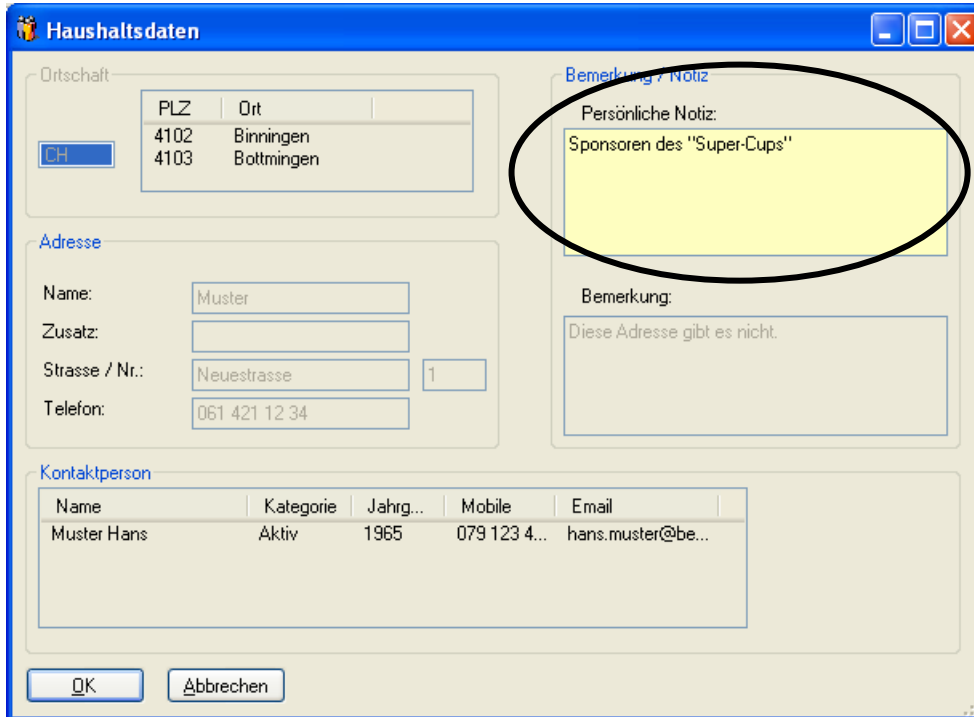 Haushaltsdaten
Ortschaft
CH
PLZ Ort
4102 Binningen
4103 Bottmingen
Bemerkung / Notiz
Persönliche Notiz:
Sponsoren des "Super-Cups"
Adresse
Name: Muster
Zusatz:
Strasse / Nr.: Neuestrasse 1
Telefon: 061 421 12 34
Bemerkung:
Diese Adresse gibt es nicht.
Kontaktperson
Name Kategorie Jahrg... Mobile Email
Muster Hans Aktiv 1965 079 123 4... hans.muster@be...
OK Abbrechen